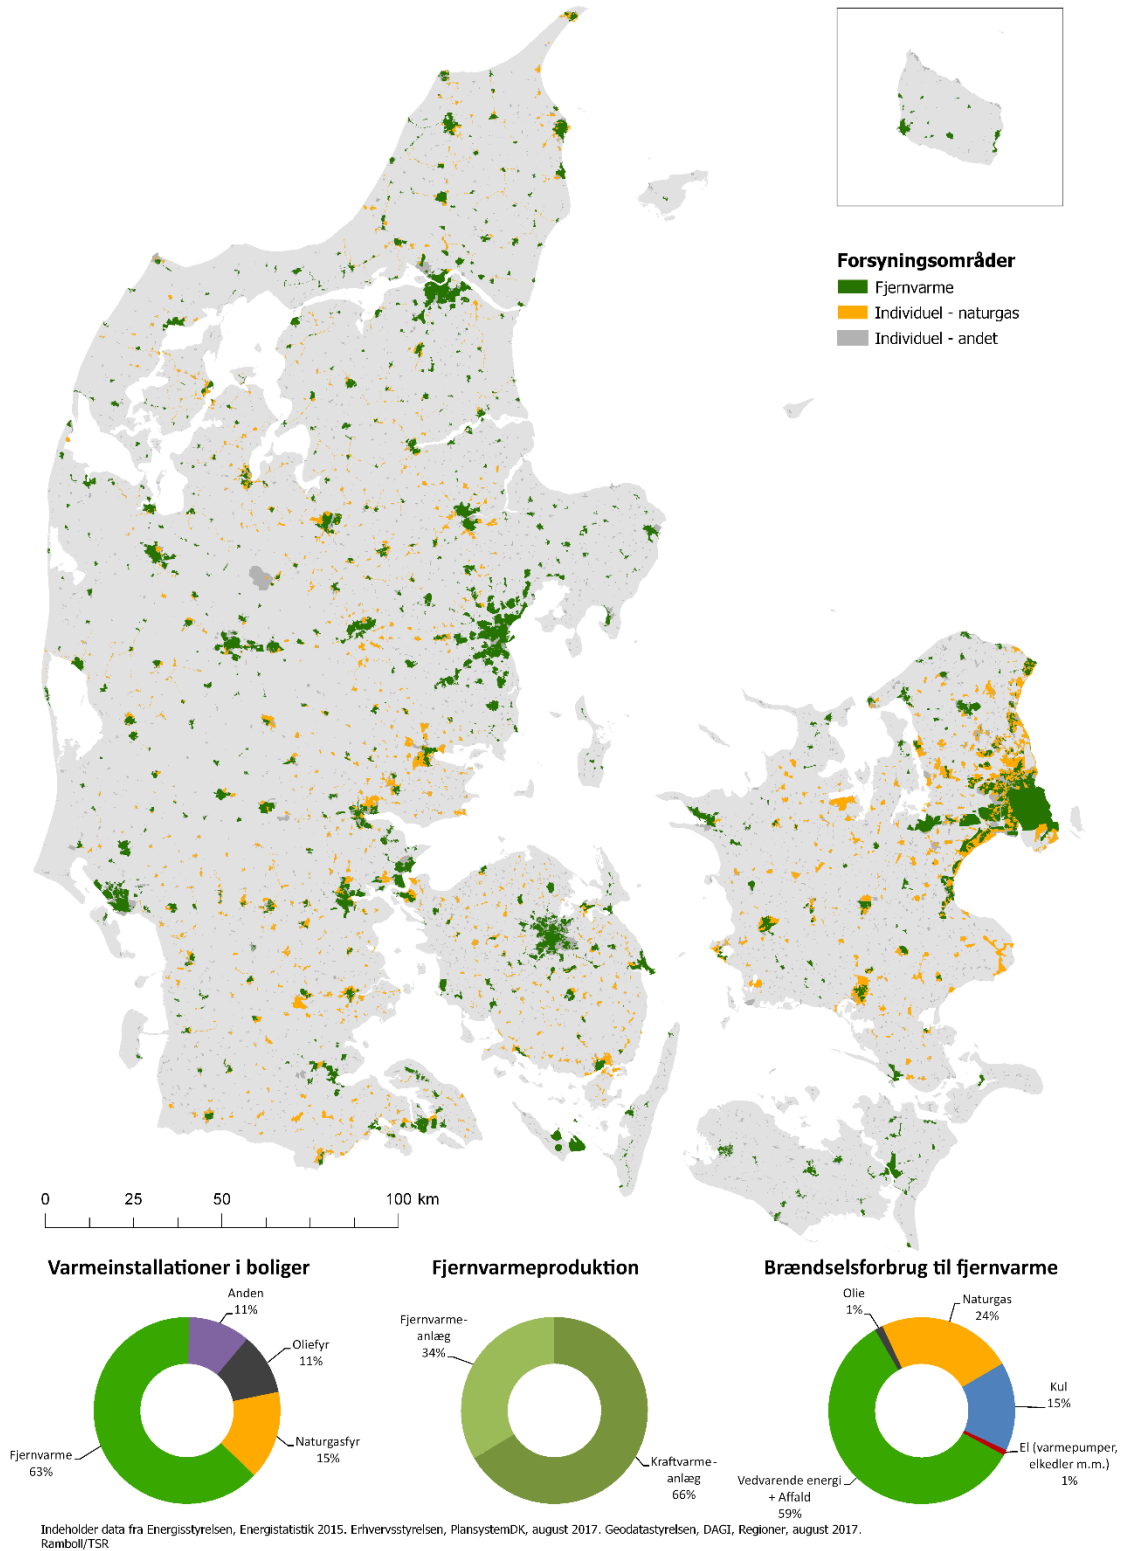 Forsyningsområder
Fjernvarme
Individuel - naturgas
Individuel - andet
0 25 50 100 km
Varmeinstallationer i boliger
Anden
11%
Oliefyr
11%
Naturgasfyr
15%
Fjernvarme
63%
Fjernvarmeproduktion
Fjernvarme-
anlæg
34%
Kraftvarme-
anlæg
66%
Brændselsforbrug til fjernvarme
Olie
1%
Naturgas
24%
Kul
15%
El (varmepumper,
elkedler m.m.)
1%
Vedvarende energi
+ Affald
59%
Indeholder data fra Energisstyrelsen, Energistatistik 2015. Erhvervsstyrelsen, PlansystemDK, august 2017. Geodatastyrelsen, DAGI, Regioner, august 2017.
Ramboll/TSR